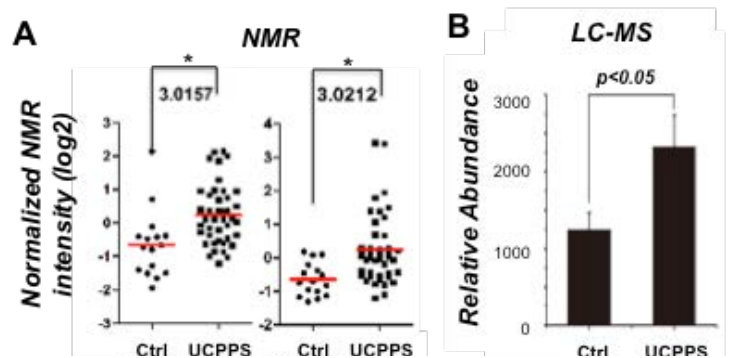 A
NMR
B
LC-MS
*
*
p<0.05
3.0157
3.0212
Normalized NMR
intensity (log2)
3
2
1
0
-1
-2
-3
4
3
2
1
0
-1
-2
Relative Abundance
3000
2000
1000
0
Ctrl UCPPS
Ctrl UCPPS
Ctrl UCPPS